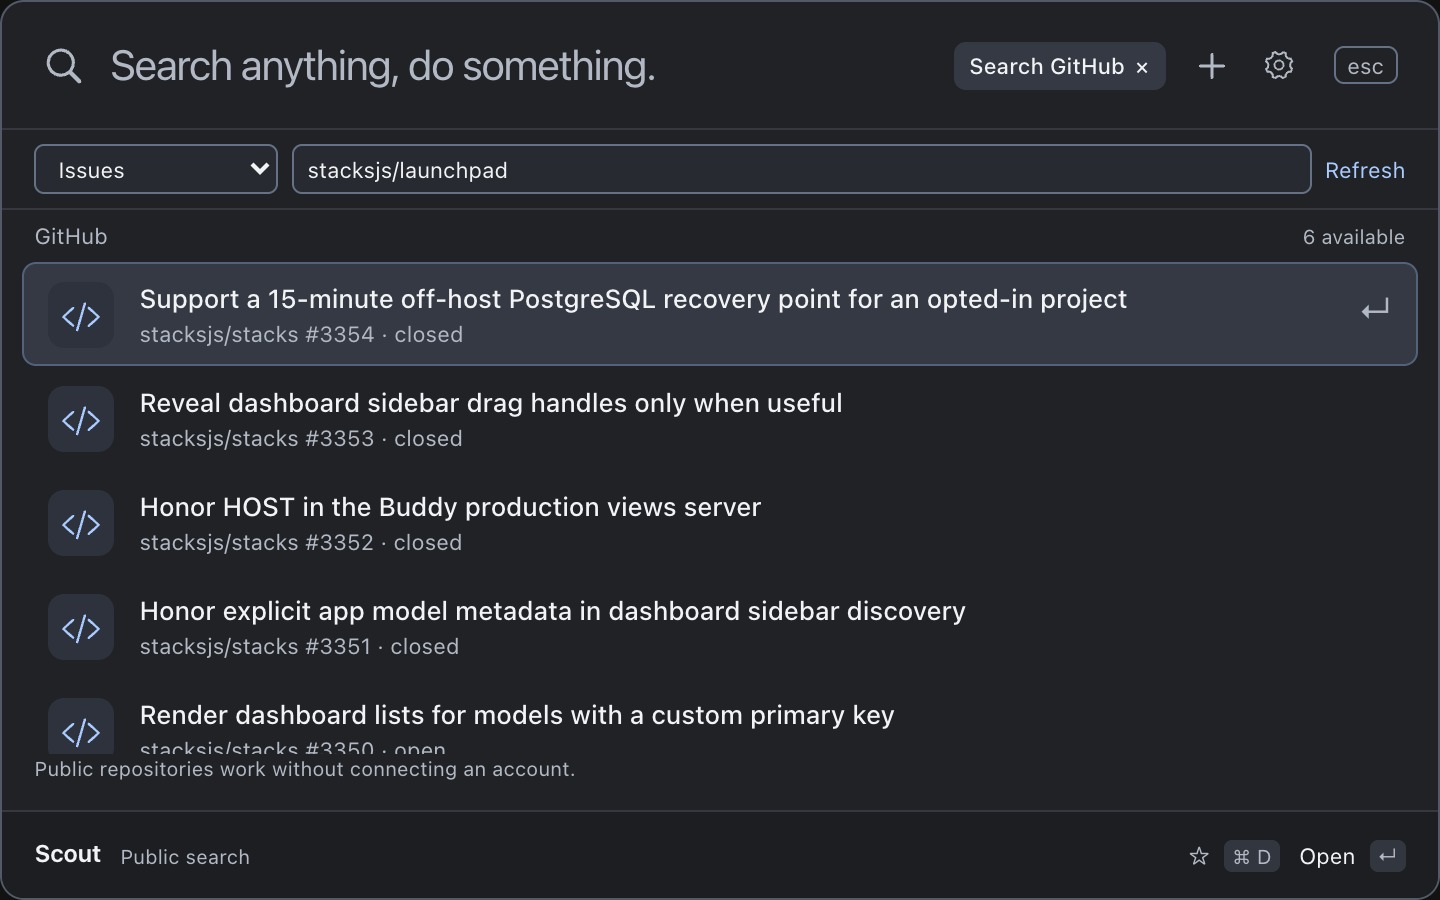 Search anything, do something.
Search GitHub ×
esc
Issues
stacksjs/launchpad
Refresh
GitHub
6 available
</>
Support a 15-minute off-host PostgreSQL recovery point for an opted-in project
stacksjs/stacks #3354 · closed
</>
Reveal dashboard sidebar drag handles only when useful
stacksjs/stacks #3353 · closed
</>
Honor HOST in the Buddy production views server
stacksjs/stacks #3352 · closed
</>
Honor explicit app model metadata in dashboard sidebar discovery
stacksjs/stacks #3351 · closed
</>
Render dashboard lists for models with a custom primary key
stacksjs/stacks #3350 · open
Public repositories work without connecting an account.
Scout
Public search
⌘ D
Open